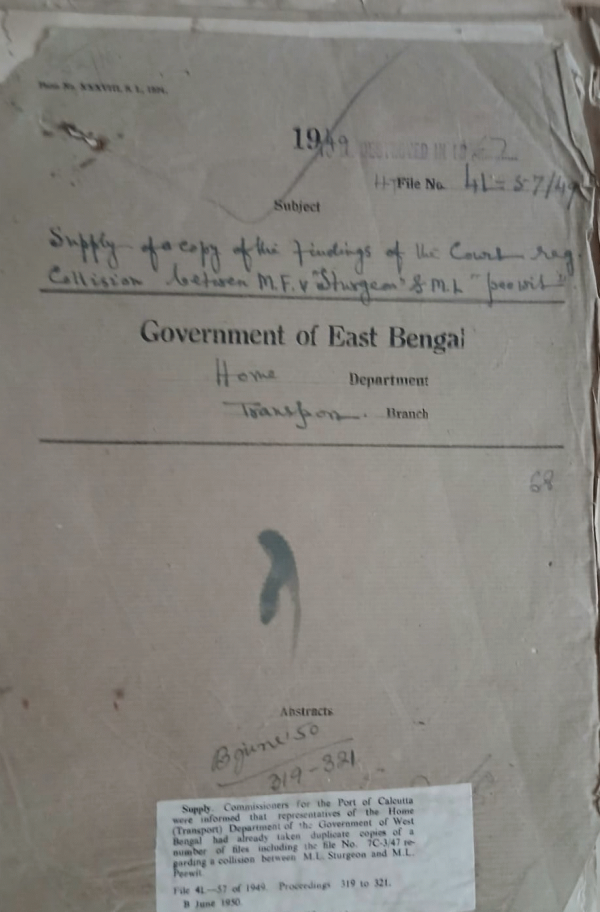 1949 DESTROYED IN 19
File No. 4L-57/49
Subject
Supply of a copy of the findings of the Court reg.
Collision between M.F.V "Sturgeon" & M.L "peewit"
Government of East Bengal
Home Department
Transport Branch
68
Abstracts
B june '50
319-321
Supply. Commissioners for the Port of Calcutta
were informed that representatives of the Home
(Transport) Department of the Government of West
Bengal had already taken duplicate copies of a
number of files including the file No. 7C-3/47 re-
garding a collision between M.L. Sturgeon and M.L.
Peewit.
File 4L—57 of 1949. Proceedings 319 to 321.
B June 1950.